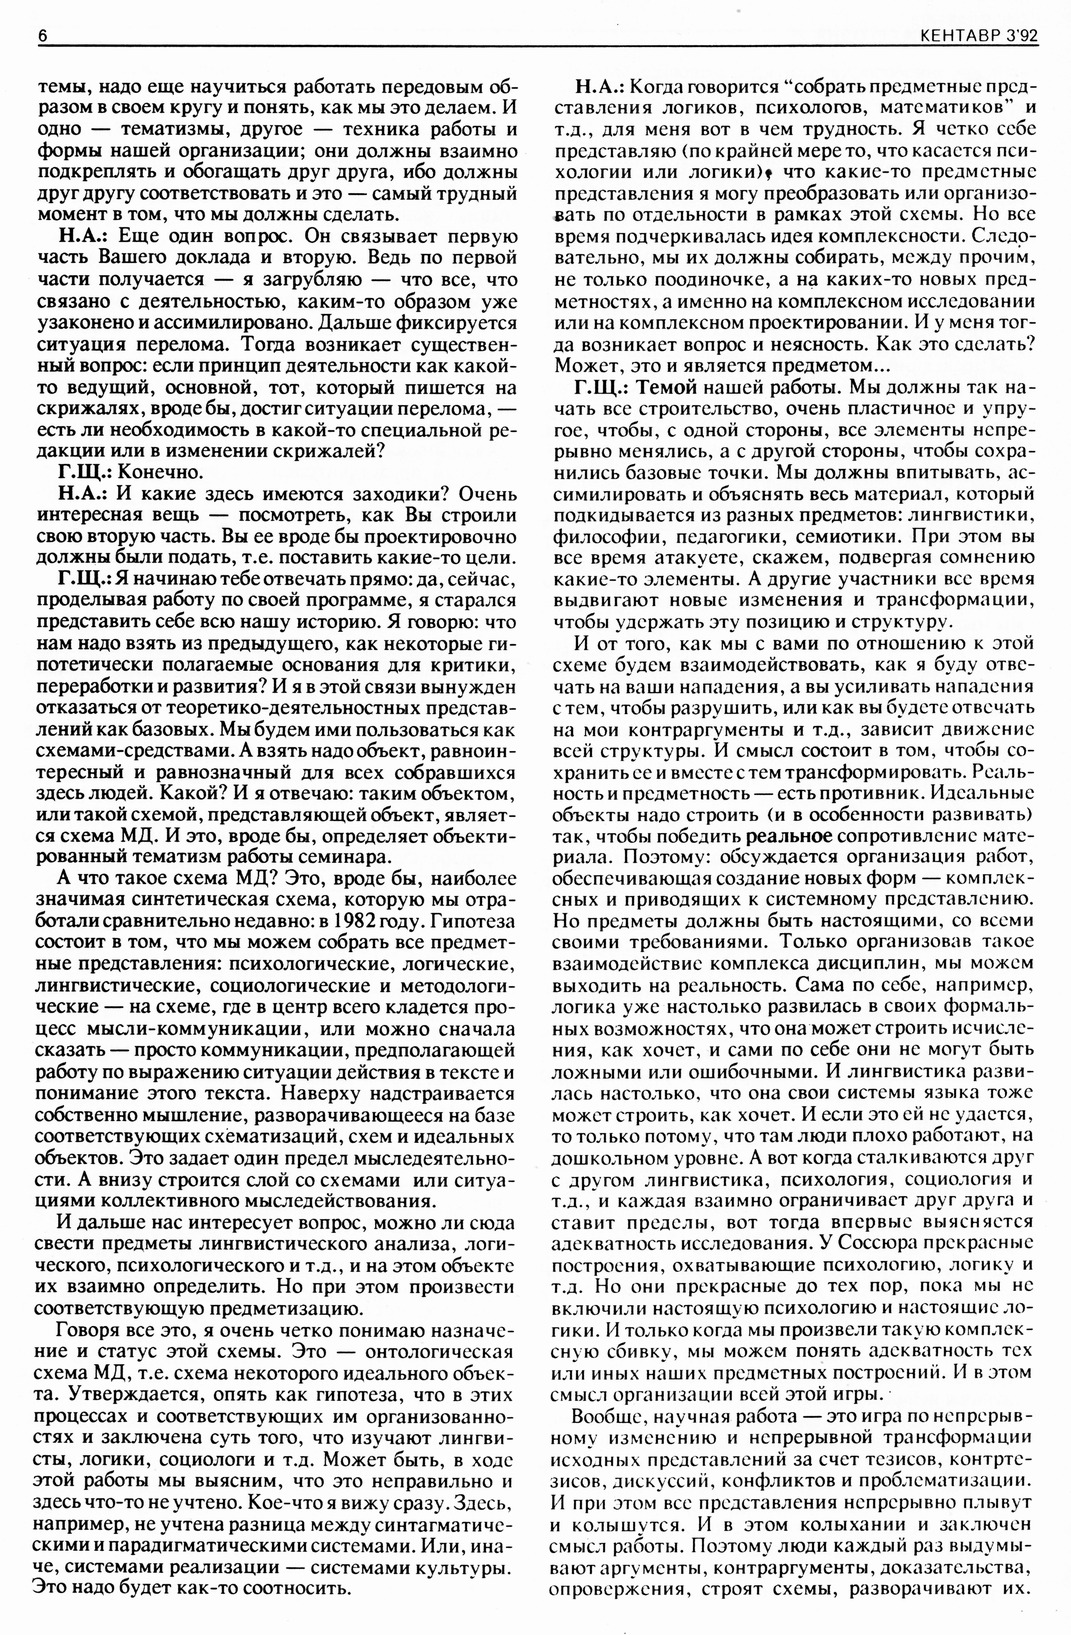 6
КЕНТАВР 3'92
темы, надо еще научиться работать передовым об-
разом в своем кругу и понять, как мы это делаем. И
одно — тематизмы, другое — техника работы и
формы нашей организации; они должны взаимно
подкреплять и обогащать друг друга, ибо должны
друг другу соответствовать и это — самый трудный
момент в том, что мы должны сделать.
Н.А.: Еще один вопрос. Он связывает первую
часть Вашего доклада и вторую. Ведь по первой
части получается — я загрубляю — что все, что
связано с деятельностью, каким-то образом уже
узаконено и ассимилировано. Дальше фиксируется
ситуация перелома. Тогда возникает существен-
ный вопрос: если принцип деятельности как какой-
то ведущий, основной, тот, который пишется на
скрижалях, вроде бы, достиг ситуации перелома, —
есть ли необходимость в какой-то специальной ре-
дакции или в изменении скрижалей?
Г.Щ.: Конечно.
Н.А.: И какие здесь имеются заходики? Очень
интересная вещь — посмотреть, как Вы строили
свою вторую часть. Вы ее вроде бы проектировочно
должны были подать, т.е. поставить какие-то цели.
Г.Щ.: Я начинаю тебе отвечать прямо: да, сейчас,
проделывая работу по своей программе, я старался
представить себе всю нашу историю. Я говорю: что
нам надо взять из предыдущего, как некоторые ги-
потетически полагаемые основания для критики,
переработки и развития? И я в этой связи вынужден
отказаться от теоретико-деятельностных представ-
лений как базовых. Мы будем ими пользоваться как
схемами-средствами. А взять надо объект, равноин-
тересный и равнозначный для всех собравшихся
здесь людей. Какой? И я отвечаю: таким объектом,
или такой схемой, представляющей объект, являет-
ся схема МД. И это, вроде бы, определяет объекти-
рованный тематизм работы семинара.
А что такое схема МД? Это, вроде бы, наиболее
значимая синтетическая схема, которую мы отра-
ботали сравнительно недавно: в 1982 году. Гипотеза
состоит в том, что мы можем собрать все предмет-
ные представления: психологические, логические,
лингвистические, социологические и методологи-
ческие — на схеме, где в центр всего кладется про-
цесс мысли-коммуникации, или можно сначала
сказать — просто коммуникации, предполагающей
работу по выражению ситуации действия в тексте и
понимание этого текста. Наверху надстраивается
собственно мышление, разворачивающееся на базе
соответствующих схематизаций, схем и идеальных
объектов. Это задает один предел мыследеятельно-
сти. А внизу строится слой со схемами или ситуа-
циями коллективного мыследействования.
И дальше нас интересует вопрос, можно ли сюда
свести предметы лингвистического анализа, логи-
ческого, психологического и т.д., и на этом объекте
их взаимно определить. Но при этом произвести
соответствующую предметизацию.
Говоря все это, я очень четко понимаю назначе-
ние и статус этой схемы. Это — онтологическая
схема МД, т.е. схема некоторого идеального объек-
та. Утверждается, опять как гипотеза, что в этих
процессах и соответствующих им организованно-
стях и заключена суть того, что изучают лингви-
сты, логики, социологи и т.д. Может быть, в ходе
этой работы мы выясним, что это неправильно и
здесь что-то не учтено. Кое-что я вижу сразу. Здесь,
например, не учтена разница между синтагматиче-
скими и парадигматическими системами. Или, ина-
че, системами реализации — системами культуры.
Это надо будет как-то соотносить.
Н.А.: Когда говорится “собрать предметные пред-
ставления логиков, психологов, математиков” и
т.д., для меня вот в чем трудность. Я четко себе
представляю (по крайней мере то, что касается пси-
хологии или логики), что какие-то предметные
представления я могу преобразовать или организо-
вать по отдельности в рамках этой схемы. Но все
время подчеркивалась идея комплексности. Следо-
вательно, мы их должны собирать, между прочим,
не только поодиночке, а на каких-то новых пред-
метностях, а именно на комплексном исследовании
или на комплексном проектировании. И у меня тог-
да возникает вопрос и неясность. Как это сделать?
Может, это и является предметом...
Г.Щ.: Темой нашей работы. Мы должны так на-
чать все строительство, очень пластичное и упру-
гое, чтобы, с одной стороны, все элементы непре-
рывно менялись, а с другой стороны, чтобы сохра-
нились базовые точки. Мы должны впитывать, ас-
симилировать и объяснять весь материал, который
подкидывается из разных предметов: лингвистики,
философии, педагогики, семиотики. При этом вы
все время атакуете, скажем, подвергая сомнению
какие-то элементы. А другие участники все время
выдвигают новые изменения и трансформации,
чтобы удержать эту позицию и структуру.
И от того, как мы с вами по отношению к этой
схеме будем взаимодействовать, как я буду отве-
чать на ваши нападения, а вы усиливать нападения
с тем, чтобы разрушить, или как вы будете отвечать
на мои контраргументы и т.д., зависит движение
всей структуры. И смысл состоит в том, чтобы со-
хранить ее и вместе с тем трансформировать. Реаль-
ность и предметность — есть противник. Идеальные
объекты надо строить (и в особенности развивать)
так, чтобы победить реальное сопротивление мате-
риала. Поэтому: обсуждается организация работ,
обеспечивающая создание новых форм — комплек-
сных и приводящих к системному представлению.
Но предметы должны быть настоящими, со всеми
своими требованиями. Только организовав такое
взаимодействие комплекса дисциплин, мы можем
выходить на реальность. Сама по себе, например,
логика уже настолько развилась в своих формаль-
ных возможностях, что она может строить исчисле-
ния, как хочет, и сами по себе они не могут быть
ложными или ошибочными. И лингвистика разви-
лась настолько, что она свои системы языка тоже
может строить, как хочет. И если это ей не удается,
то только потому, что там люди плохо работают, на
дошкольном уровне. А вот когда сталкиваются друг
с другом лингвистика, психология, социология и
т.д., и каждая взаимно ограничивает друг друга и
ставит пределы, вот тогда впервые выясняется
адекватность исследования. У Соссюра прекрасные
построения, охватывающие психологию, логику и
т.д. Но они прекрасные до тех пор, пока мы не
включили настоящую психологию и настоящие ло-
гики. И только когда мы произвели такую комплек-
сную сбивку, мы можем понять адекватность тех
или иных наших предметных построений. И в этом
смысл организации всей этой игры.
Вообще, научная работа — это игра по непрерыв-
ному изменению и непрерывной трансформации
исходных представлений за счет тезисов, контрте-
зисов, дискуссий, конфликтов и проблематизации.
И при этом все представления непрерывно плывут
и колышутся. И в этом колыхании и заключен
смысл работы. Поэтому люди каждый раз выдумы-
вают аргументы, контраргументы, доказательства,
опровержения, строят схемы, разворачивают их.